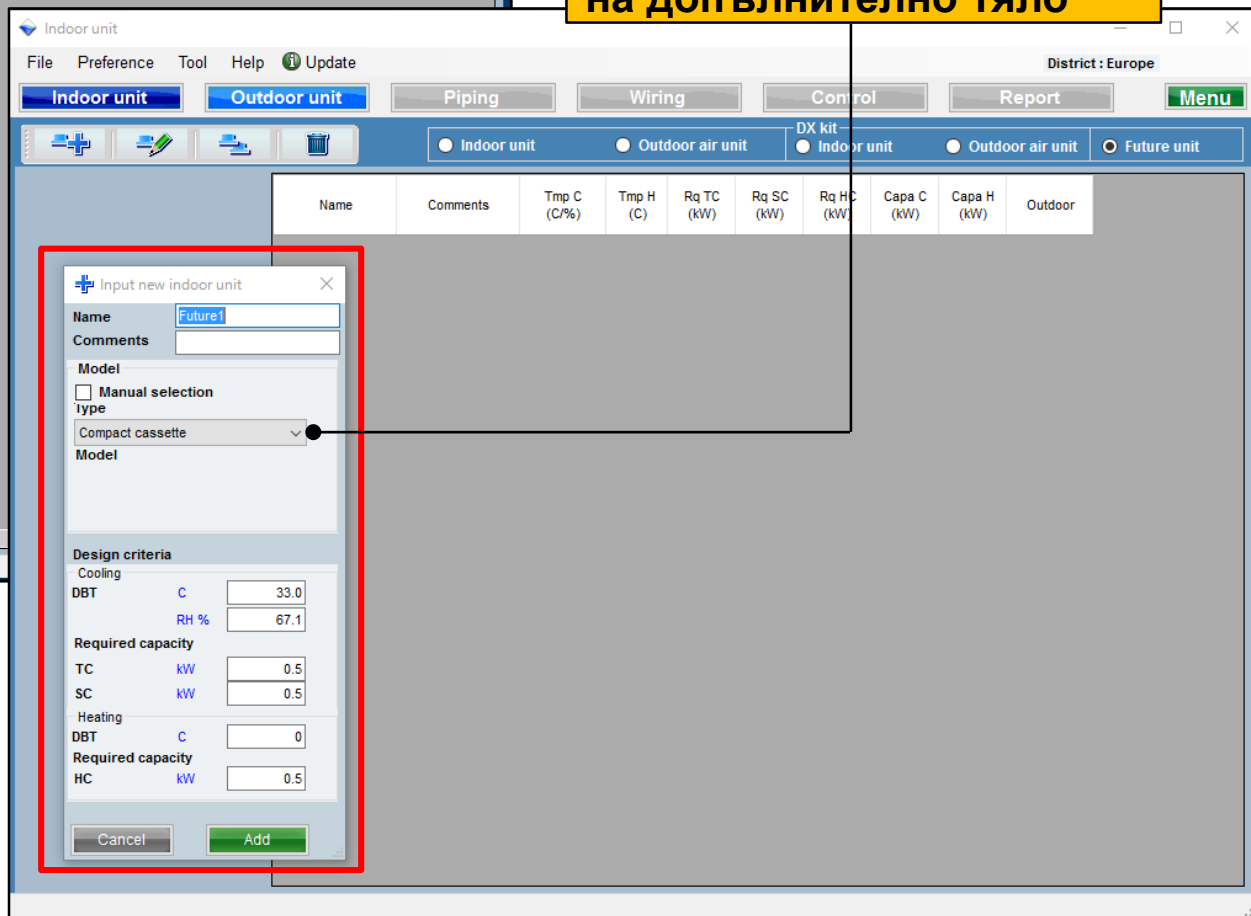 на допълнително тяло
Indoor unit
File Preference Tool Help Update
District : Europe
Indoor unit Outdoor unit Piping Wiring Control Report Menu
DX kit
Indoor unit Outdoor air unit Indoor unit Outdoor air unit Future unit
Name Comments Tmp C (C/%) Tmp H (C) Rq TC (kW) Rq SC (kW) Rq HC (kW) Capa C (kW) Capa H (kW) Outdoor
Input new indoor unit
Name Future1
Comments
Model
Manual selection
Type
Compact cassette
Model
Design criteria
Cooling
DBT C 33.0
RH % 67.1
Required capacity
TC kW 0.5
SC kW 0.5
Heating
DBT C 0
Required capacity
HC kW 0.5
Cancel Add